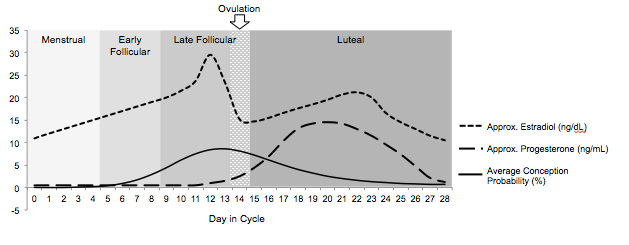 Ovulation
35
30
25
20
15
10
5
0
-5
Menstrual
Early
Follicular
Late Follicular
Luteal
0 1 2 3 4 5 6 7 8 9 10 11 12 13 14 15 16 17 18 19 20 21 22 23 24 25 26 27 28
Day in Cycle
Approx. Estradiol (ng/dL)
Approx. Progesterone (ng/mL)
Average Conception
Probability (%)